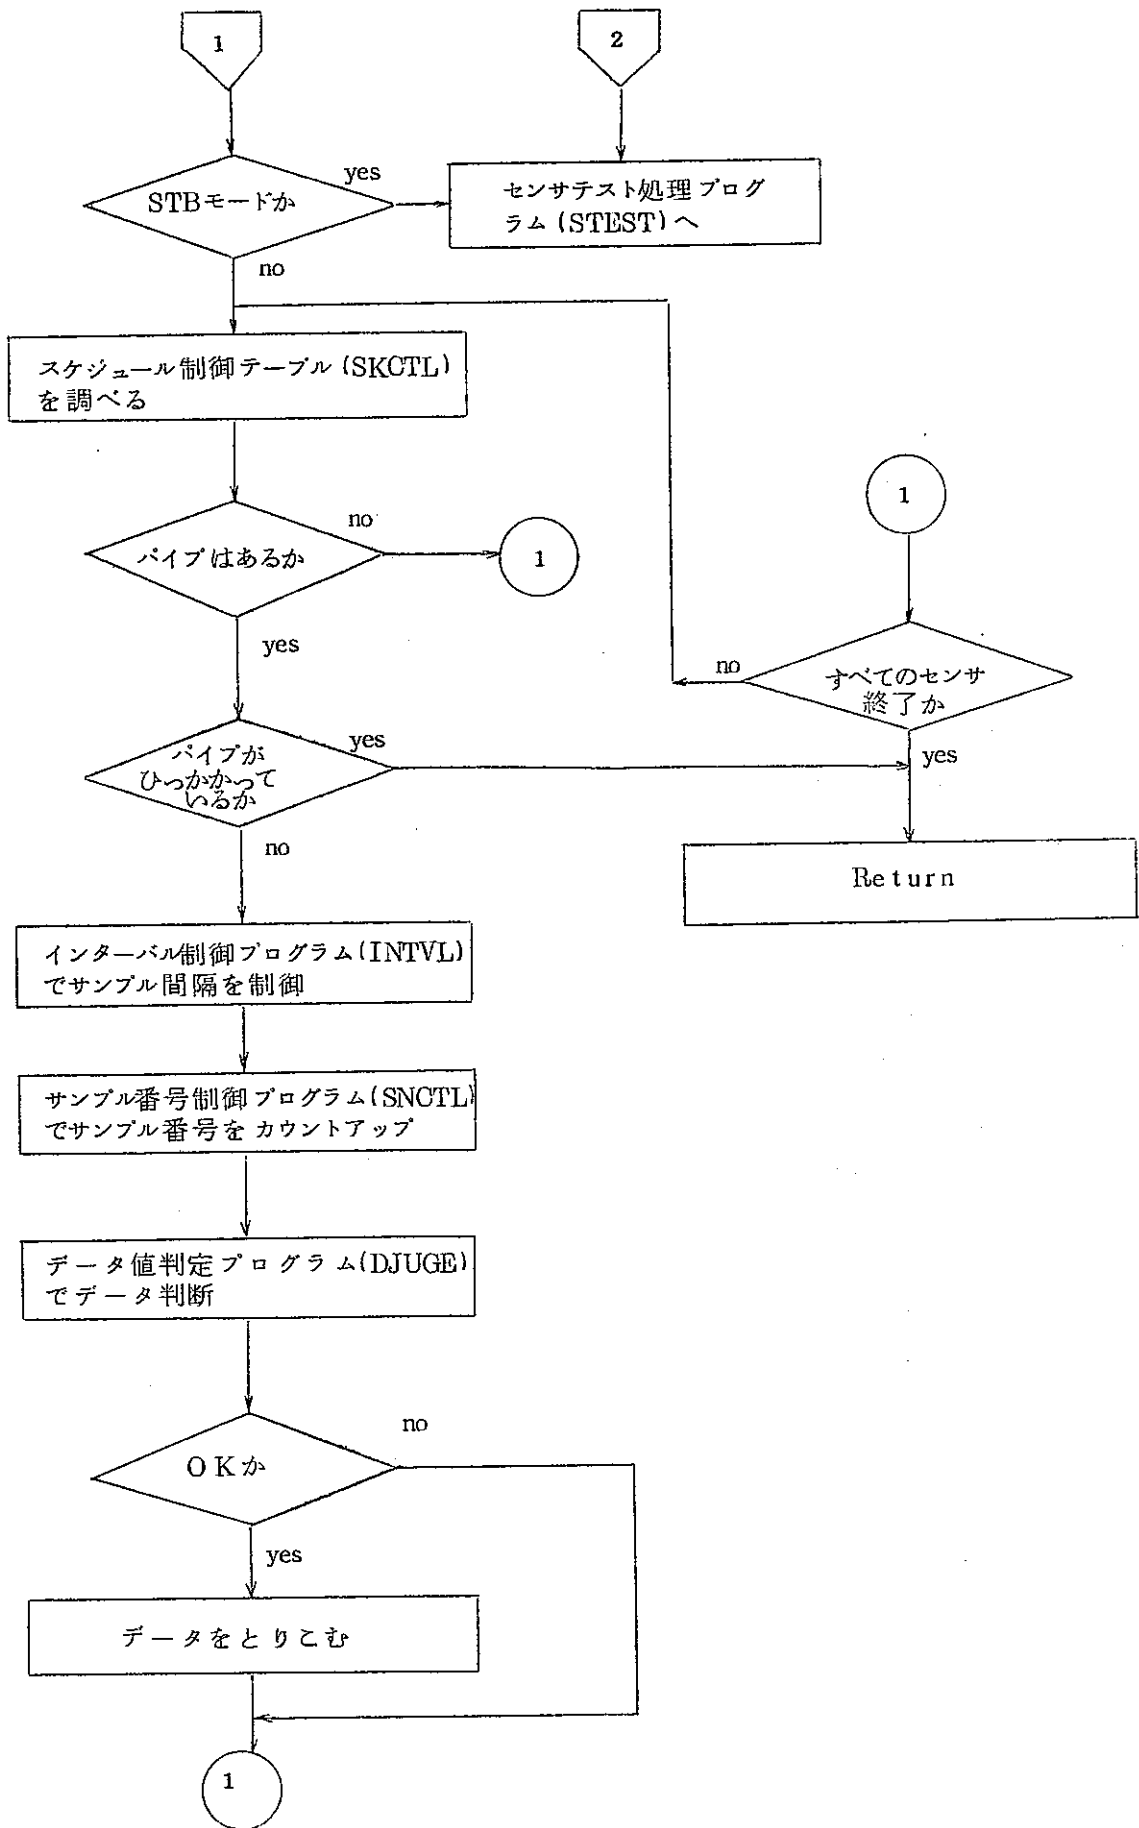 1
2
STBモードか
yes
センサテスト処理プログ
ラム(STEST)へ
no
スケジュール制御テーブル(SKCTL)
を調べる
パイプはあるか
no
1
1
yes
すべてのセンサ
終了か
no
yes
パイプが
ひっかかって
いるか
yes
no
Return
インターバル制御プログラム(INTVL)
でサンプル間隔を制御
サンプル番号制御プログラム(SNCTL)
でサンプル番号をカウントアップ
データ値判定プログラム(DJUGE)
でデータ判断
OKか
no
yes
データをとりこむ
1